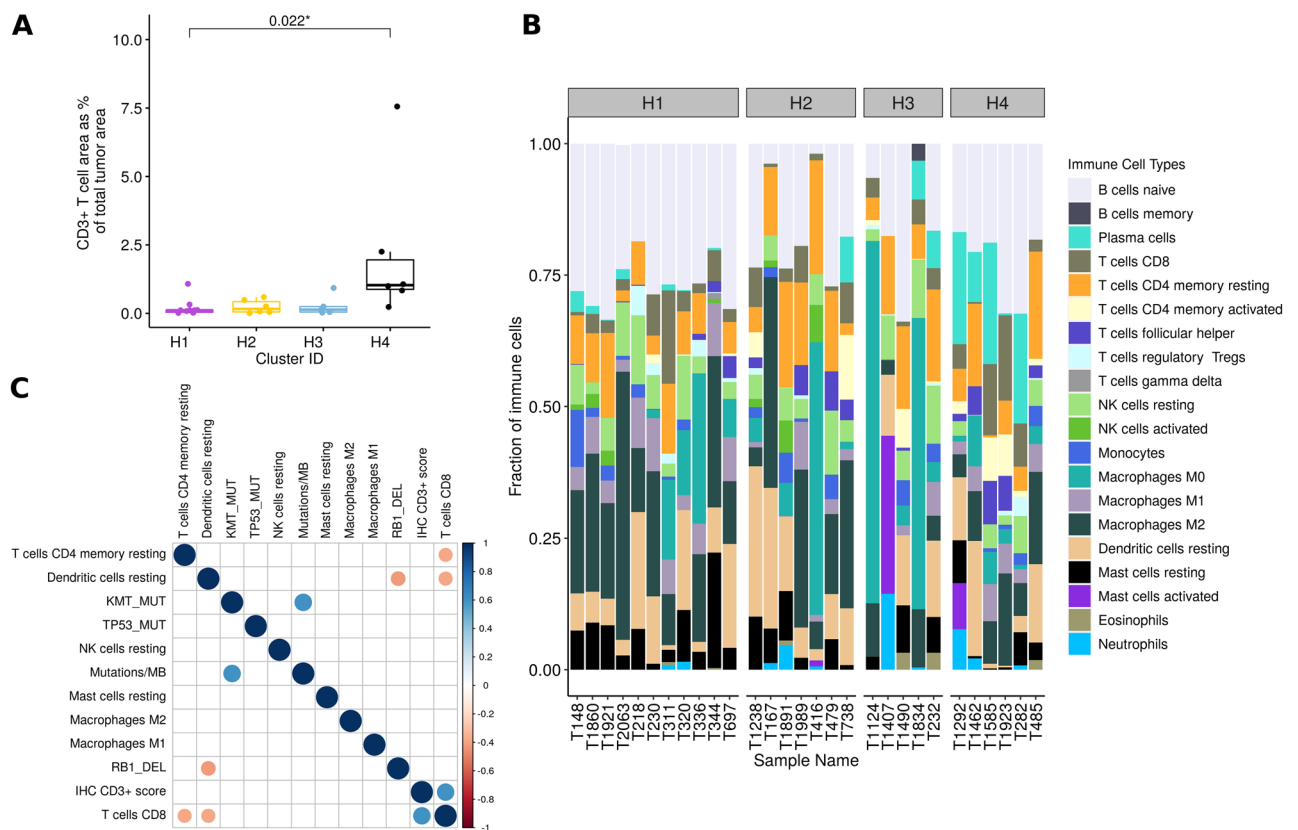 A
0.022*
10.0
7.5
5.0
2.5
0.0
CD3+ T cell area as %
of total tumor area
H1 H2 H3 H4
Cluster ID
B
H1 H2 H3 H4
1.00
0.75
0.50
0.25
0.00
Fraction of immune cells
T148 T1860 T1921 T2063 T218 T230 T311 T320 T336 T344 T697 T1238 T167 T1891 T1989 T416 T479 T738 T1124 T1407 T1490 T1834 T232 T1292 T1462 T1585 T1923 T282 T485
Sample Name
Immune Cell Types
B cells naive
B cells memory
Plasma cells
T cells CD8
T cells CD4 memory resting
T cells CD4 memory activated
T cells follicular helper
T cells regulatory Tregs
T cells gamma delta
NK cells resting
NK cells activated
Monocytes
Macrophages M0
Macrophages M1
Macrophages M2
Dendritic cells resting
Mast cells resting
Mast cells activated
Eosinophils
Neutrophils
C
T cells CD4 memory resting
Dendritic cells resting
KMT_MUT
TP53_MUT
NK cells resting
Mutations/MB
Mast cells resting
Macrophages M2
Macrophages M1
RB1_DEL
IHC CD3+ score
T cells CD8
T cells CD4 memory resting
Dendritic cells resting
KMT_MUT
TP53_MUT
NK cells resting
Mutations/MB
Mast cells resting
Macrophages M2
Macrophages M1
RB1_DEL
IHC CD3+ score
T cells CD8
1
0.8
0.6
0.4
0.2
0
-0.2
-0.4
-0.6
-0.8
-1